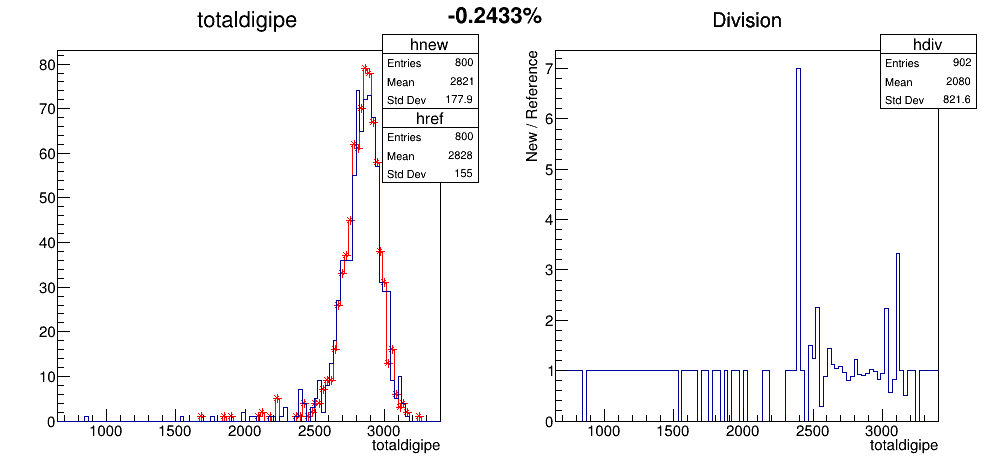 -0.2433%
totaldigipe
hnew
Entries 800
Mean 2821
Std Dev 177.9
href
Entries 800
Mean 2828
Std Dev 155
80
70
60
50
40
30
20
10
0
1000 1500 2000 2500 3000
totaldigipe
Division
hdiv
Entries 902
Mean 2080
Std Dev 821.6
New / Reference
7
6
5
4
3
2
1
0
1000 1500 2000 2500 3000
totaldigipe